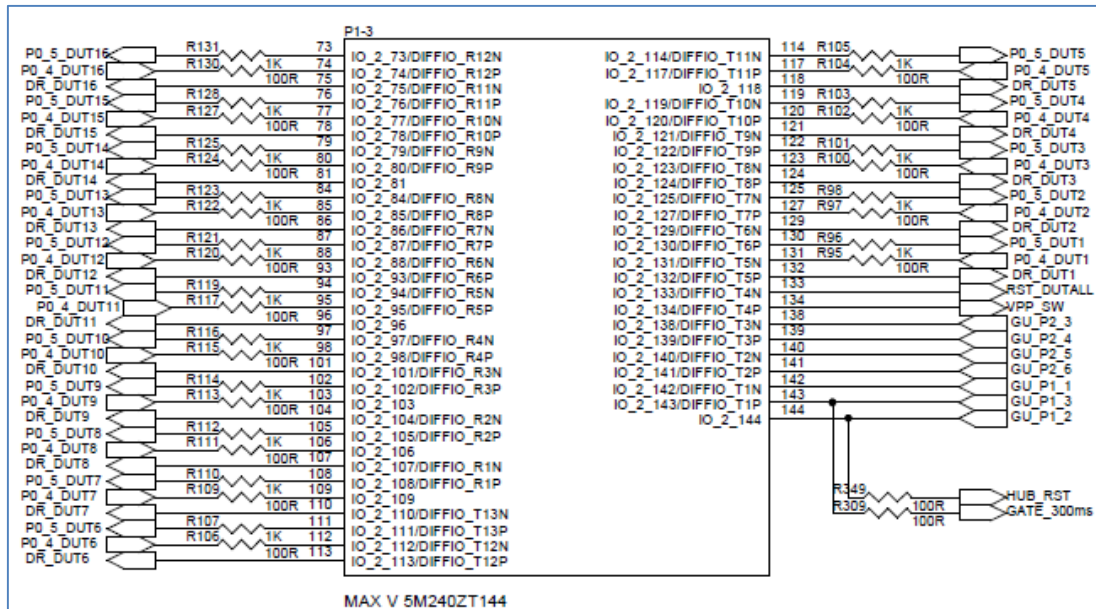 P1-3
P0_5_DUT16 R131 73 IO_2_73/DIFFIO_R12N
P0_4_DUT16 R130 1K 74 IO_2_74/DIFFIO_R12P
DR_DUT16 100R 75 IO_2_75/DIFFIO_R11N
P0_5_DUT15 R128 76 IO_2_76/DIFFIO_R11P
P0_4_DUT15 R127 1K 77 IO_2_77/DIFFIO_R10N
DR_DUT15 100R 78 IO_2_78/DIFFIO_R10P
P0_5_DUT14 R125 79 IO_2_79/DIFFIO_R9N
P0_4_DUT14 R124 1K 80 IO_2_80/DIFFIO_R9P
DR_DUT14 100R 81 IO_2_81
P0_5_DUT13 R123 84 IO_2_84/DIFFIO_R8N
P0_4_DUT13 R122 1K 85 IO_2_85/DIFFIO_R8P
DR_DUT13 100R 86 IO_2_86/DIFFIO_R7N
P0_5_DUT12 R121 87 IO_2_87/DIFFIO_R7P
P0_4_DUT12 R120 1K 88 IO_2_88/DIFFIO_R6N
DR_DUT12 100R 93 IO_2_93/DIFFIO_R6P
P0_5_DUT11 R119 94 IO_2_94/DIFFIO_R5N
P0_4_DUT11 R117 1K 95 IO_2_95/DIFFIO_R5P
DR_DUT11 100R 96 IO_2_96
P0_5_DUT10 R116 97 IO_2_97/DIFFIO_R4N
P0_4_DUT10 R115 1K 98 IO_2_98/DIFFIO_R4P
DR_DUT10 100R 101 IO_2_101/DIFFIO_R3N
P0_5_DUT9 R114 102 IO_2_102/DIFFIO_R3P
P0_4_DUT9 R113 1K 103 IO_2_103
DR_DUT9 100R 104 IO_2_104/DIFFIO_R2N
P0_5_DUT8 R112 105 IO_2_105/DIFFIO_R2P
P0_4_DUT8 R111 1K 106 IO_2_106
DR_DUT8 100R 107 IO_2_107/DIFFIO_R1N
P0_5_DUT7 R110 108 IO_2_108/DIFFIO_R1P
P0_4_DUT7 R109 1K 109 IO_2_109
DR_DUT7 100R 110 IO_2_110/DIFFIO_T13N
P0_5_DUT6 R107 111 IO_2_111/DIFFIO_T13P
P0_4_DUT6 R106 1K 112 IO_2_112/DIFFIO_T12N
DR_DUT6 100R 113 IO_2_113/DIFFIO_T12P
IO_2_114/DIFFIO_T11N 114 R105 P0_5_DUT5
IO_2_117/DIFFIO_T11P 117 R104 1K P0_4_DUT5
IO_2_118 118 100R DR_DUT5
IO_2_119/DIFFIO_T10N 119 R103 P0_5_DUT4
IO_2_120/DIFFIO_T10P 120 R102 1K P0_4_DUT4
IO_2_121/DIFFIO_T9N 121 100R DR_DUT4
IO_2_122/DIFFIO_T9P 122 R101 P0_5_DUT3
IO_2_123/DIFFIO_T8N 123 R100 1K P0_4_DUT3
IO_2_124/DIFFIO_T8P 124 100R DR_DUT3
IO_2_125/DIFFIO_T7N 125 R98 P0_5_DUT2
IO_2_127/DIFFIO_T7P 127 R97 1K P0_4_DUT2
IO_2_129/DIFFIO_T6N 129 100R DR_DUT2
IO_2_130/DIFFIO_T6P 130 R96 P0_5_DUT1
IO_2_131/DIFFIO_T5N 131 R95 1K P0_4_DUT1
IO_2_132/DIFFIO_T5P 132 100R DR_DUT1
IO_2_133/DIFFIO_T4N 133 RST_DUTALL
IO_2_134/DIFFIO_T4P 134 VPP_SW
IO_2_138/DIFFIO_T3N 138 GU_P2_3
IO_2_139/DIFFIO_T3P 139 GU_P2_4
IO_2_140/DIFFIO_T2N 140 GU_P2_5
IO_2_141/DIFFIO_T2P 141 GU_P2_6
IO_2_142/DIFFIO_T1N 142 GU_P1_1
IO_2_143/DIFFIO_T1P 143 GU_P1_3
IO_2_144 144 GU_P1_2
R349 100R HUB_RST
R309 100R GATE_300ms
MAX V 5M240ZT144